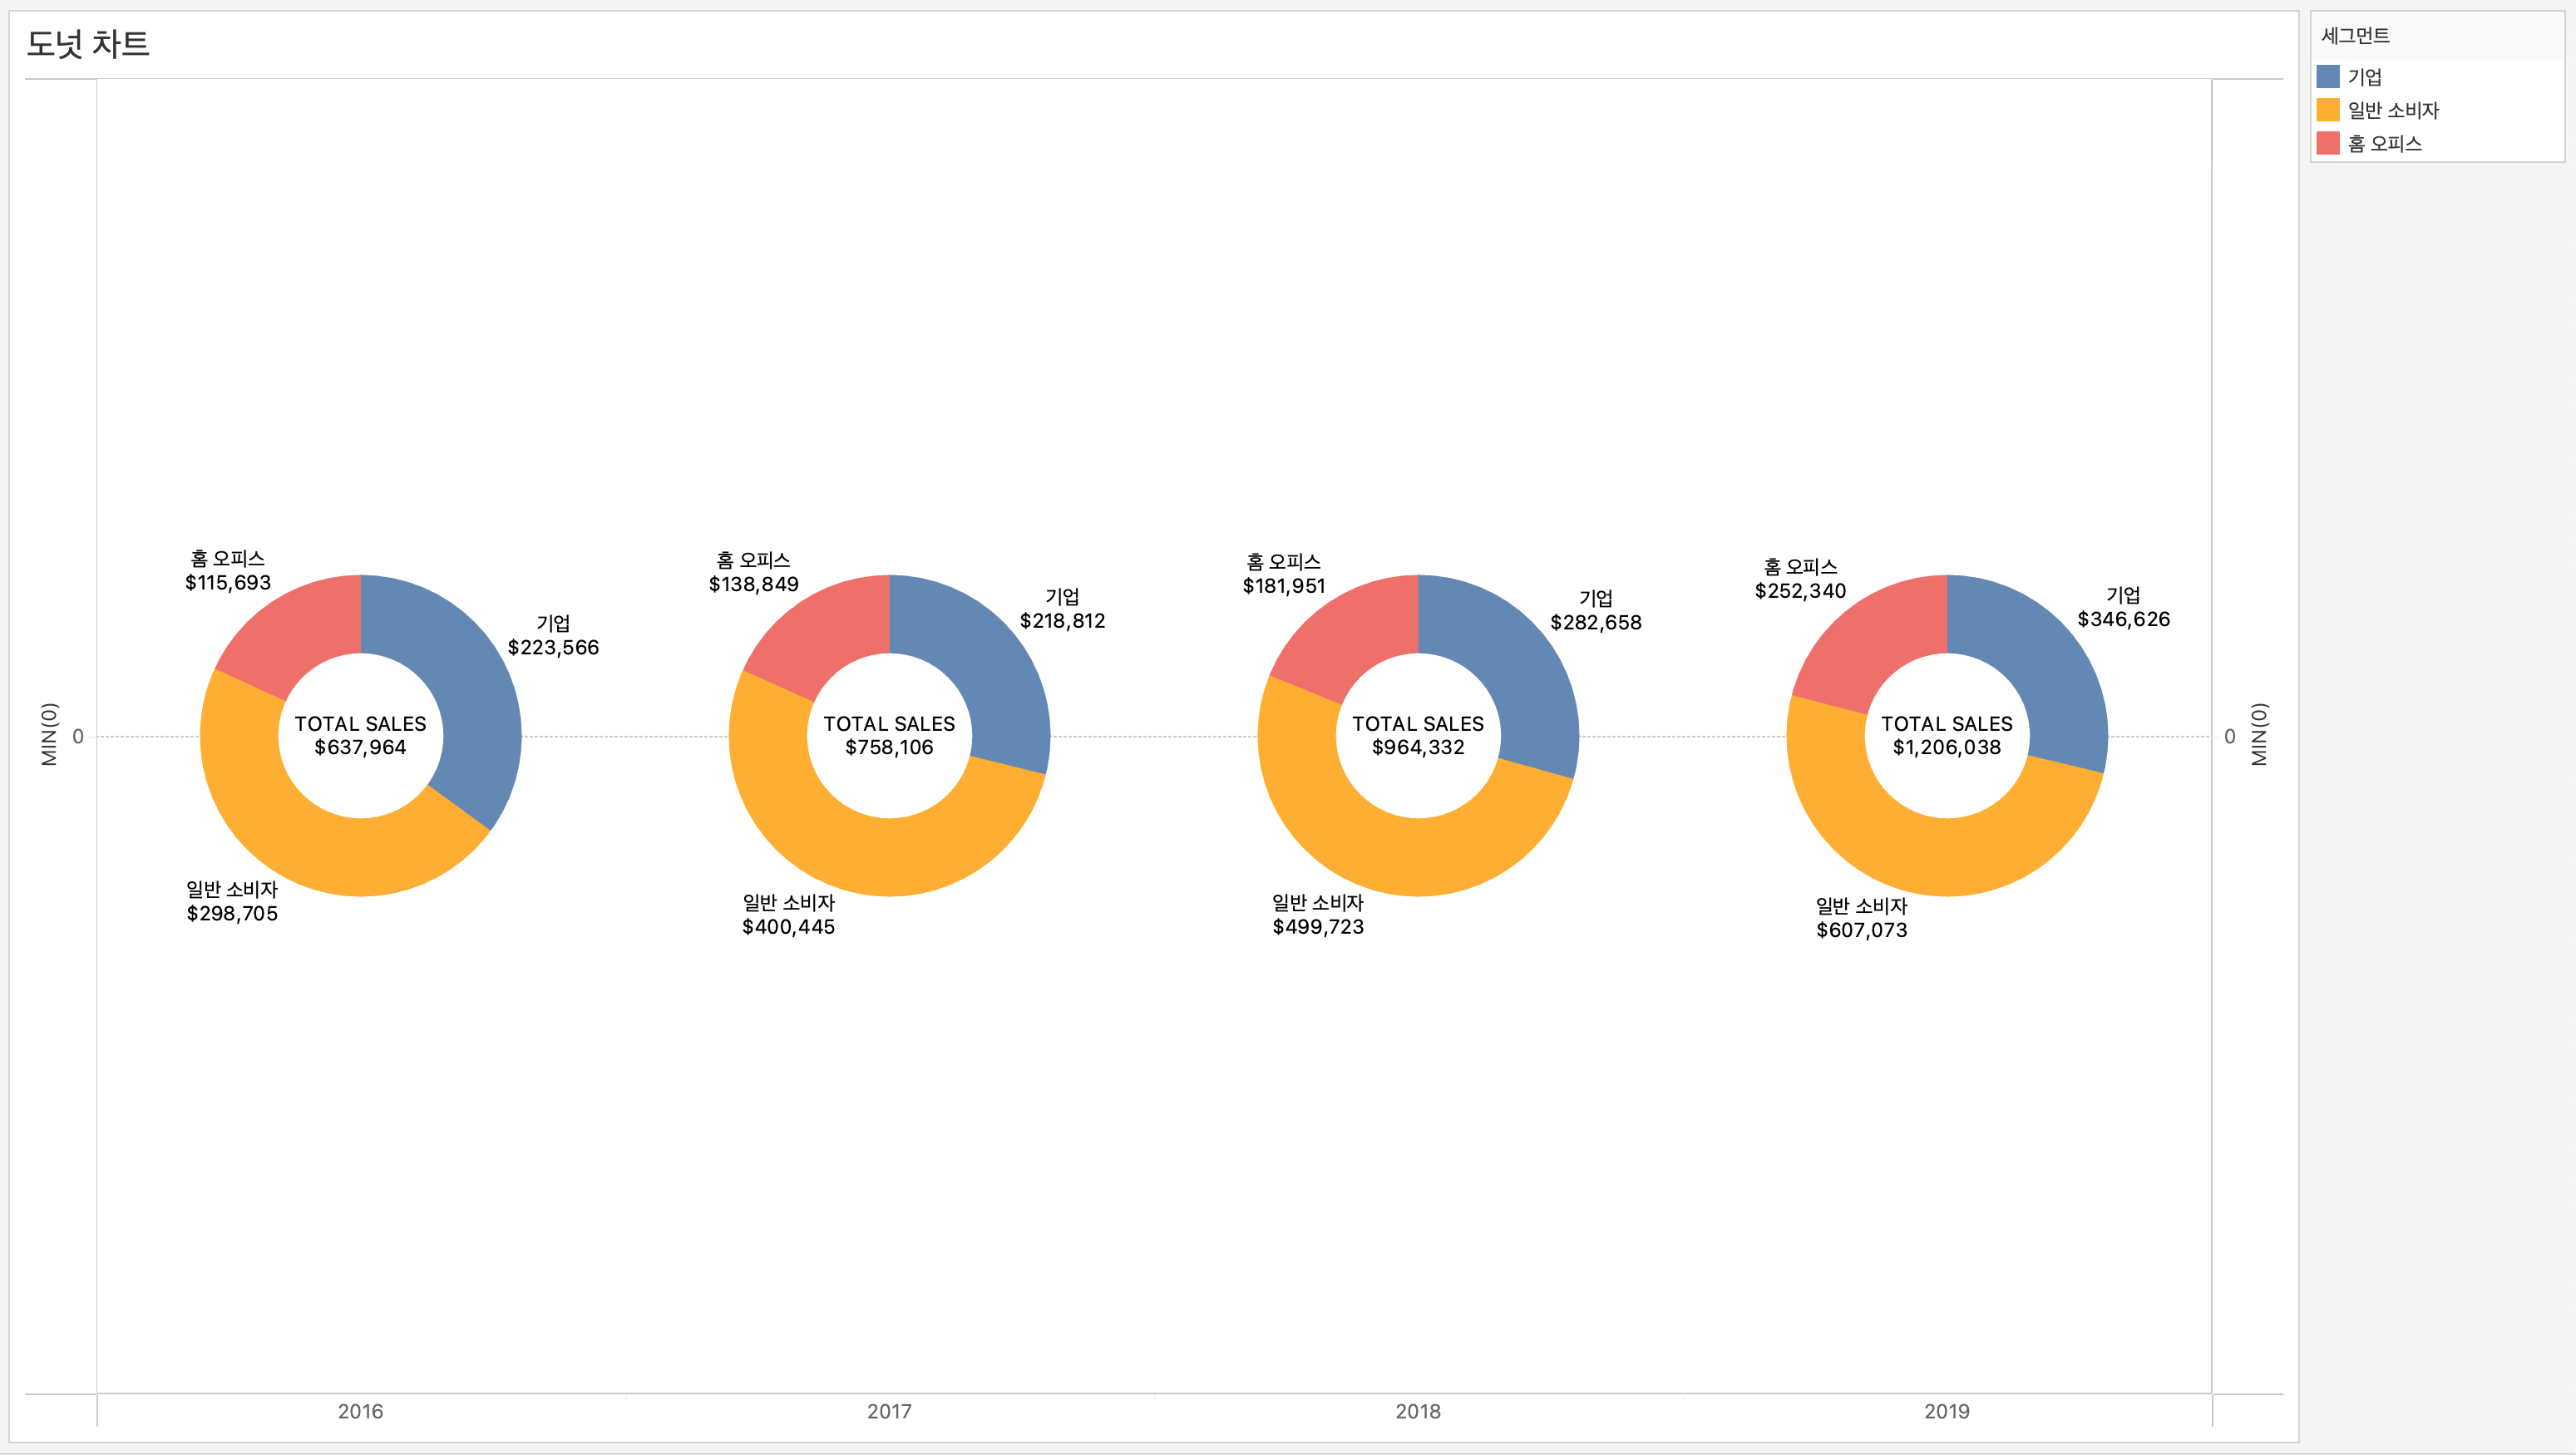 도넛 차트
세그먼트
기업
일반 소비자
홈 오피스
홈 오피스
$115,693
기업
$223,566
TOTAL SALES
$637,964
일반 소비자
$298,705
홈 오피스
$138,849
기업
$218,812
TOTAL SALES
$758,106
일반 소비자
$400,445
홈 오피스
$181,951
기업
$282,658
TOTAL SALES
$964,332
일반 소비자
$499,723
홈 오피스
$252,340
기업
$346,626
TOTAL SALES
$1,206,038
일반 소비자
$607,073
MIN(0)
0
0
MIN(0)
2016
2017
2018
2019